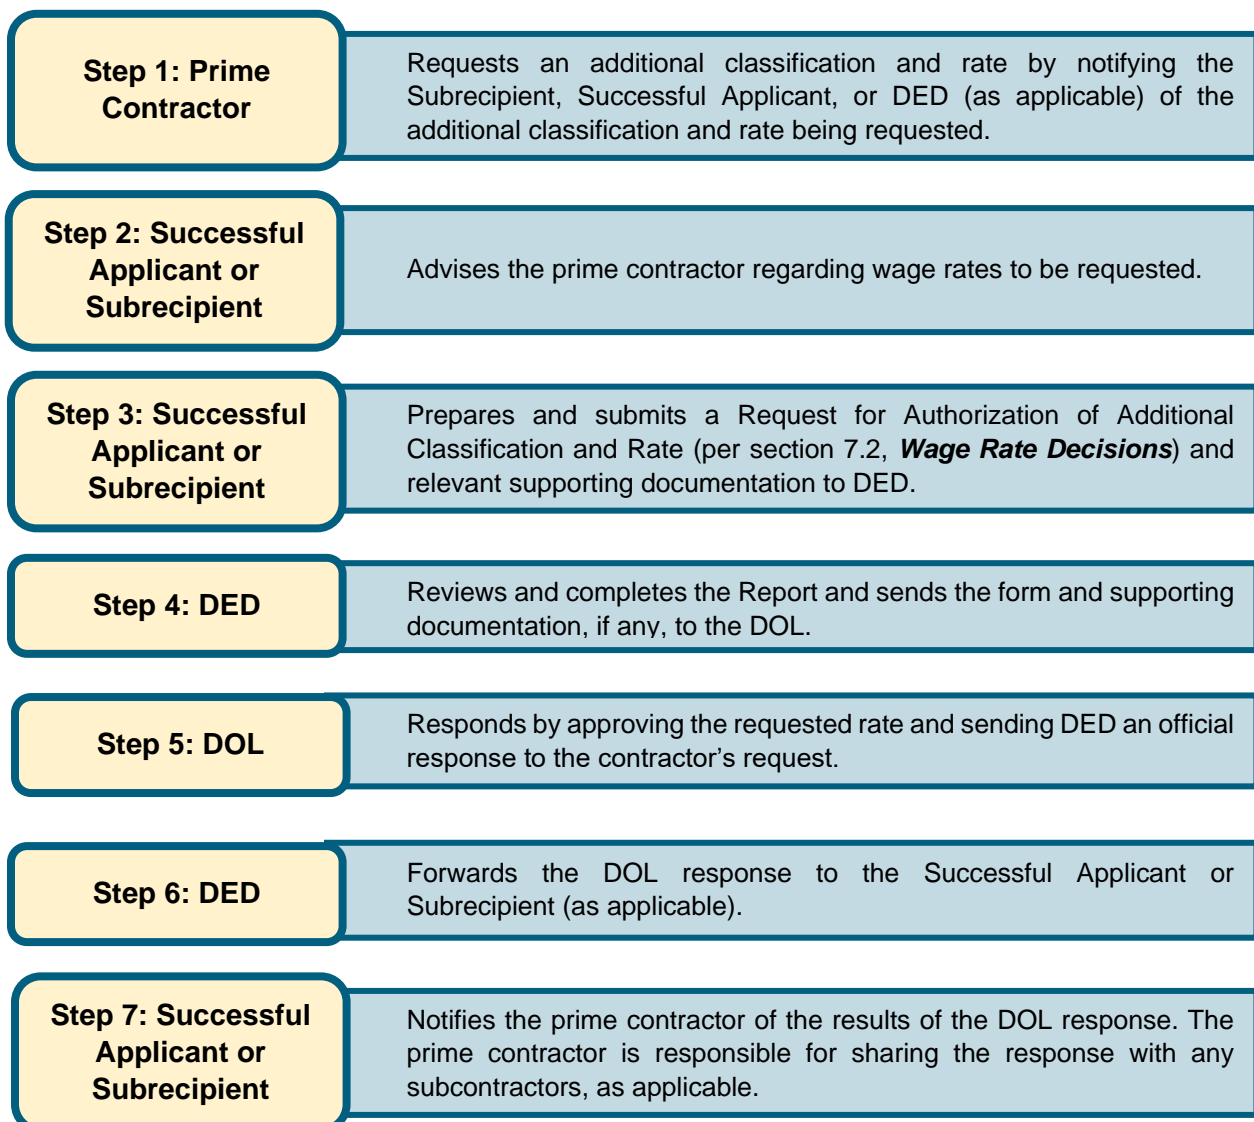 Step 1: Prime
Contractor
Requests an additional classification and rate by notifying the
Subrecipient, Successful Applicant, or DED (as applicable) of the
additional classification and rate being requested.
Step 2: Successful
Applicant or
Subrecipient
Advises the prime contractor regarding wage rates to be requested.
Step 3: Successful
Applicant or
Subrecipient
Prepares and submits a Request for Authorization of Additional
Classification and Rate (per section 7.2, Wage Rate Decisions) and
relevant supporting documentation to DED.
Step 4: DED
Reviews and completes the Report and sends the form and supporting
documentation, if any, to the DOL.
Step 5: DOL
Responds by approving the requested rate and sending DED an official
response to the contractor’s request.
Step 6: DED
Forwards the DOL response to the Successful Applicant or
Subrecipient (as applicable).
Step 7: Successful
Applicant or
Subrecipient
Notifies the prime contractor of the results of the DOL response. The
prime contractor is responsible for sharing the response with any
subcontractors, as applicable.